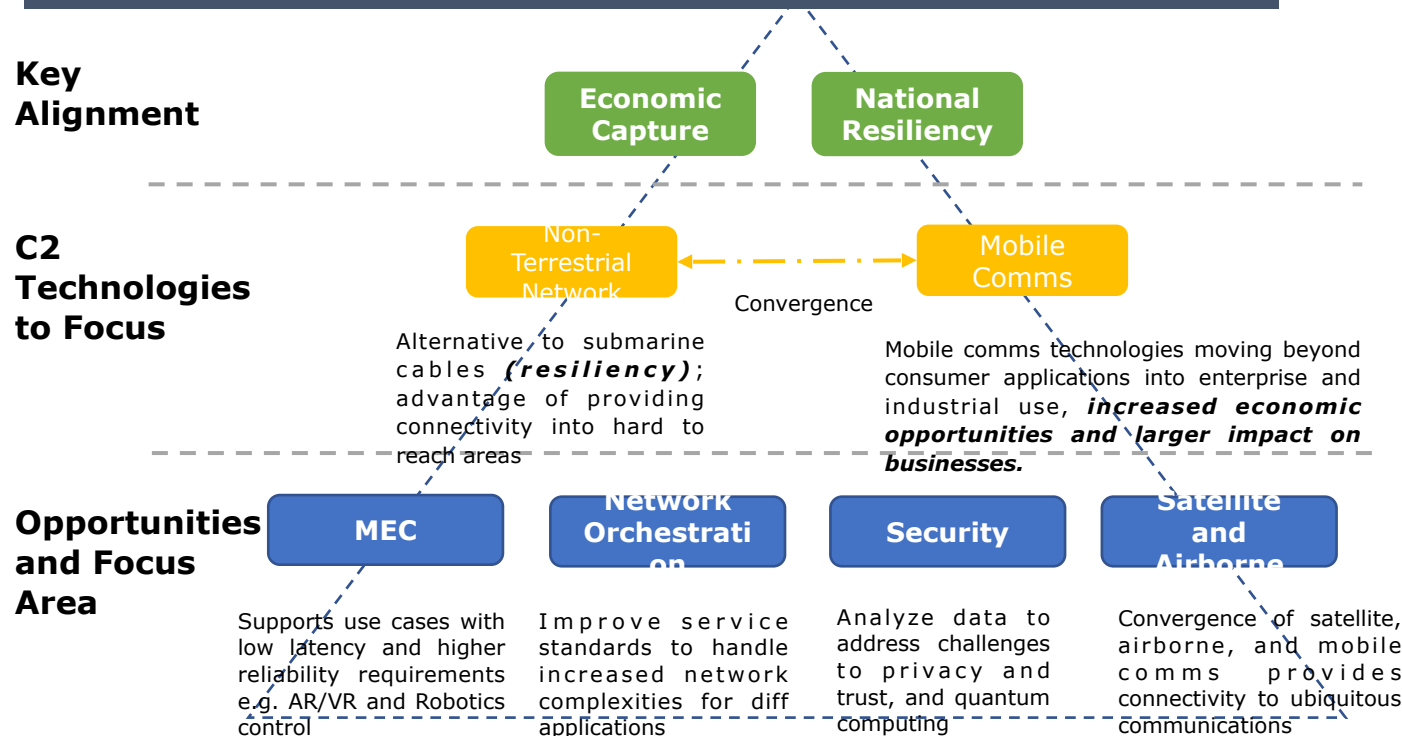 Key
Alignment
Economic
Capture
National
Resiliency
C2
Technologies
to Focus
Non-
Terrestrial
Network
Mobile
Comms
Convergence
Alternative to submarine
cables (resiliency);
advantage of providing
connectivity into hard to
reach areas
Mobile comms technologies moving beyond
consumer applications into enterprise and
industrial use, increased economic
opportunities and larger impact on
businesses.
Opportunities
and Focus
Area
MEC
Network
Orchestrati
on
Security
Satellite
and
Airborne
Supports use cases with
low latency and higher
reliability requirements
e.g. AR/VR and Robotics
control
Improve service
standards to handle
increased network
complexities for diff
applications
Analyze data to
address challenges
to privacy and
trust, and quantum
computing
Convergence of satellite,
airborne, and mobile
comms provides
connectivity to ubiquitous
communications